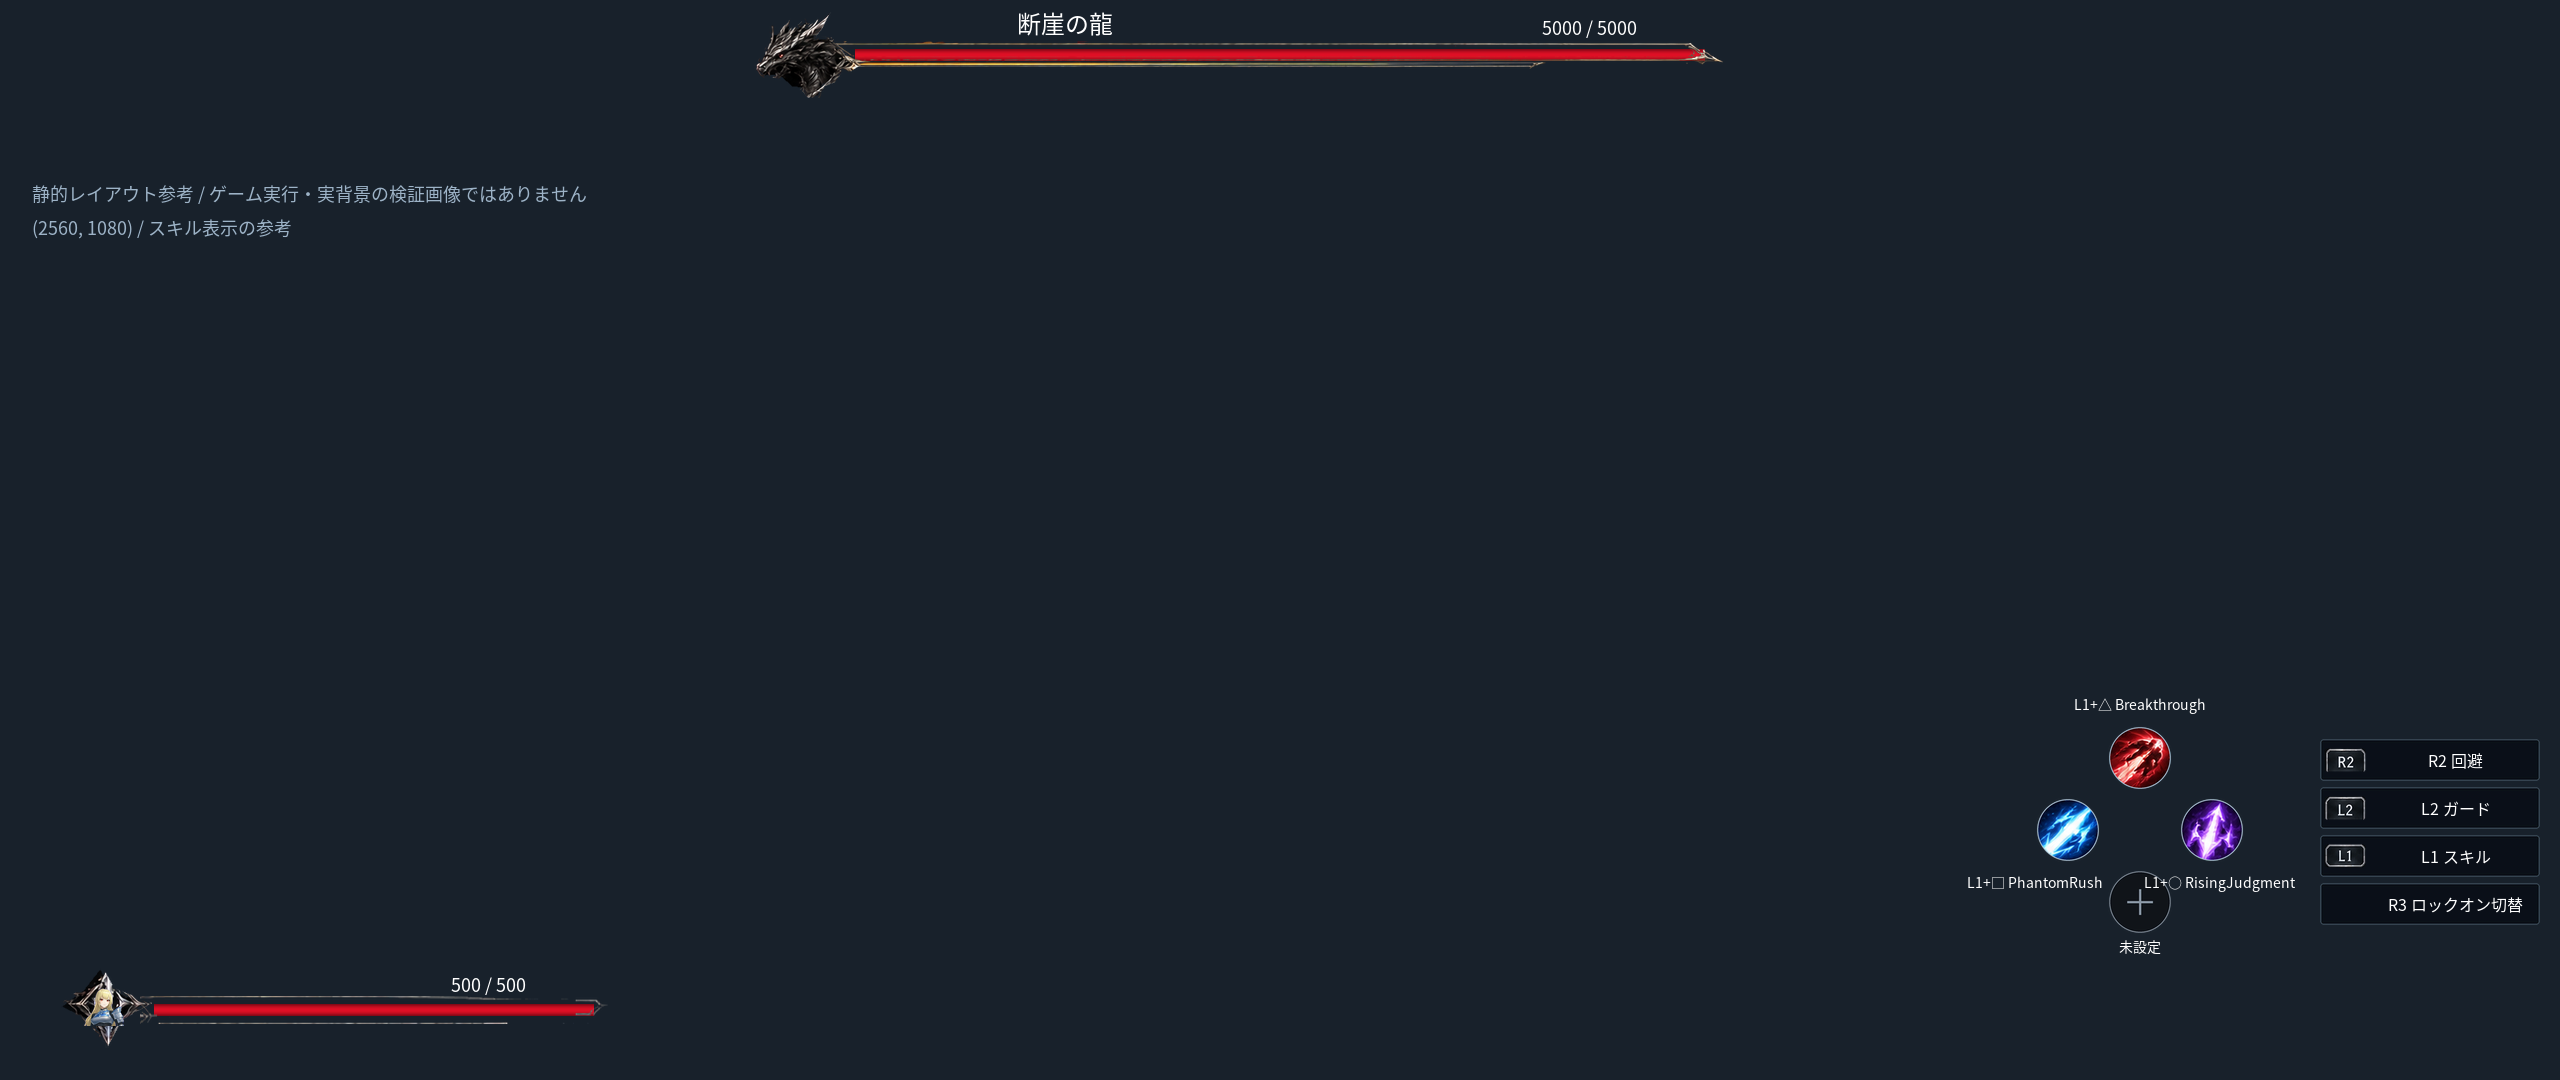 断崖の龍
5000 / 5000
静的レイアウト参考 / ゲーム実行・実背景の検証画像ではありません
(2560, 1080) / スキル表示の参考
L1+△ Breakthrough
R2 R2 回避
L2 L2 ガード
L1 L1 スキル
L1+□ PhantomRush
L1+○ RisingJudgment
R3 ロックオン切替
未設定
500 / 500